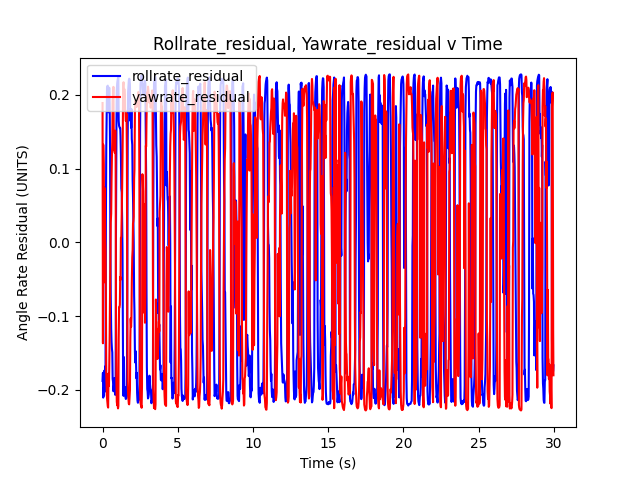 Rollrate_residual, Yawrate_residual v Time
rollrate_residual
yawrate_residual
Angle Rate Residual (UNITS)
0.2
0.1
0.0
−0.1
−0.2
0
5
10
15
20
25
30
Time (s)